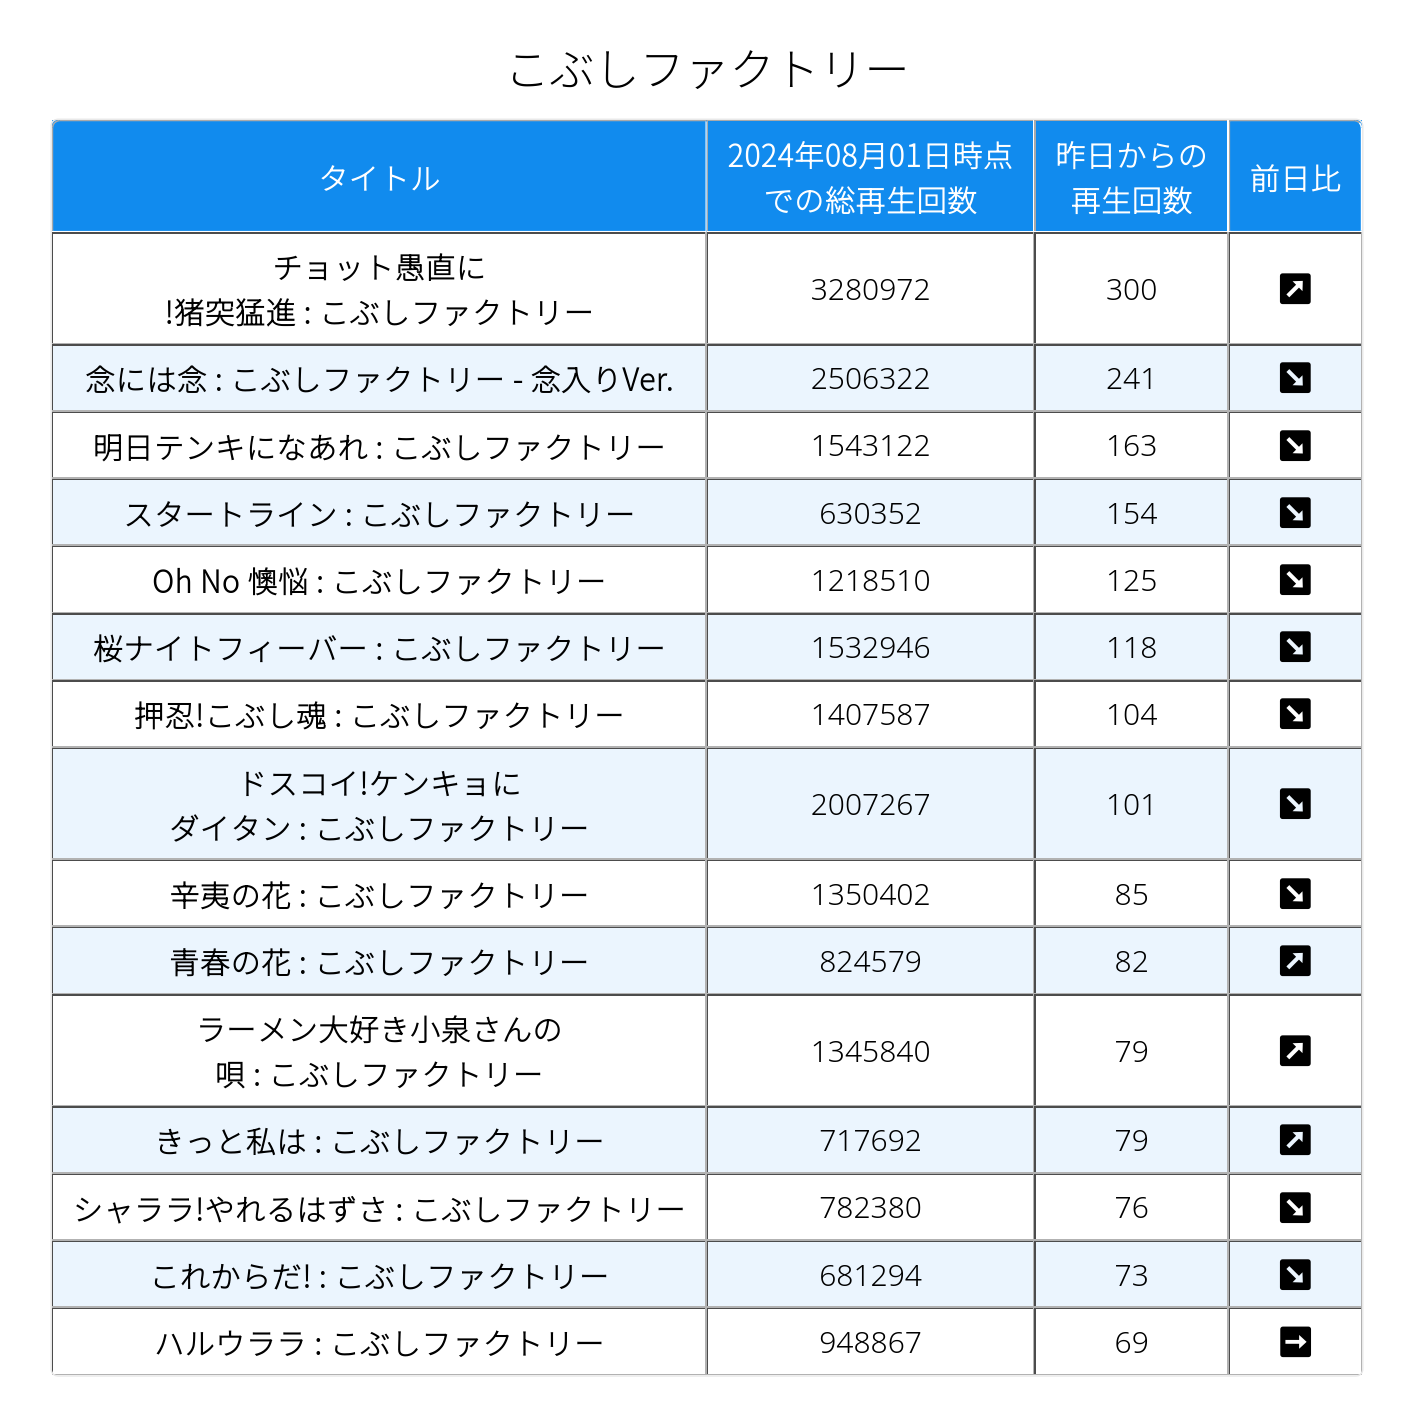 こぶしファクトリー
タイトル
2024年08月01日時点
での総再生回数
昨日からの
再生回数
前日比
チョット愚直に
!猪突猛進 : こぶしファクトリー
3280972
300
念には念 : こぶしファクトリー - 念入りVer.
2506322
241
明日テンキになあれ : こぶしファクトリー
1543122
163
スタートライン : こぶしファクトリー
630352
154
Oh No 懊悩 : こぶしファクトリー
1218510
125
桜ナイトフィーバー : こぶしファクトリー
1532946
118
押忍!こぶし魂 : こぶしファクトリー
1407587
104
ドスコイ!ケンキョに
ダイタン : こぶしファクトリー
2007267
101
辛夷の花 : こぶしファクトリー
1350402
85
青春の花 : こぶしファクトリー
824579
82
ラーメン大好き小泉さんの
唄 : こぶしファクトリー
1345840
79
きっと私は : こぶしファクトリー
717692
79
シャララ!やれるはずさ : こぶしファクトリー
782380
76
これからだ! : こぶしファクトリー
681294
73
ハルウララ : こぶしファクトリー
948867
69